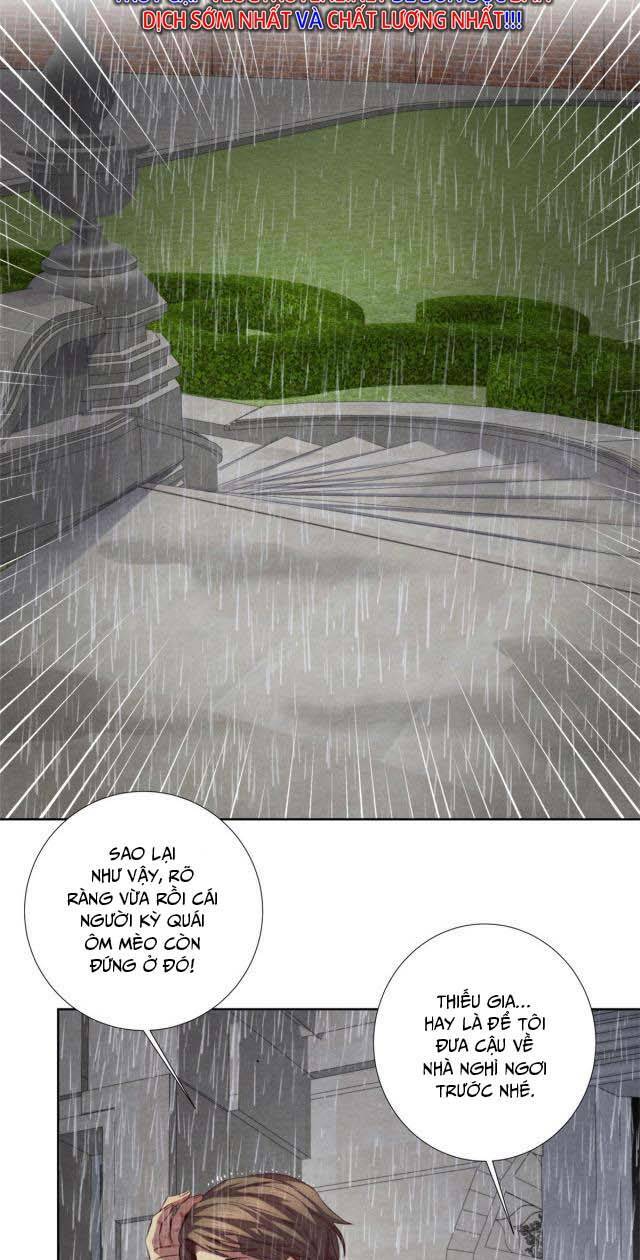 DỊCH SỚM NHẤT VÀ CHẤT LƯỢNG NHẤT!!!
SAO LẠI
NHƯ VẬY, RÕ
RÀNG VỪA RỒI CÁI
NGƯỜI KỲ QUÁI
ÔM MÈO CÒN
ĐỨNG Ở ĐÓ!
THIẾU GIA...
HAY LÀ ĐỂ TÔI
ĐƯA CẬU VỀ
NHÀ NGHỈ NGƠI
TRƯỚC NHÉ.